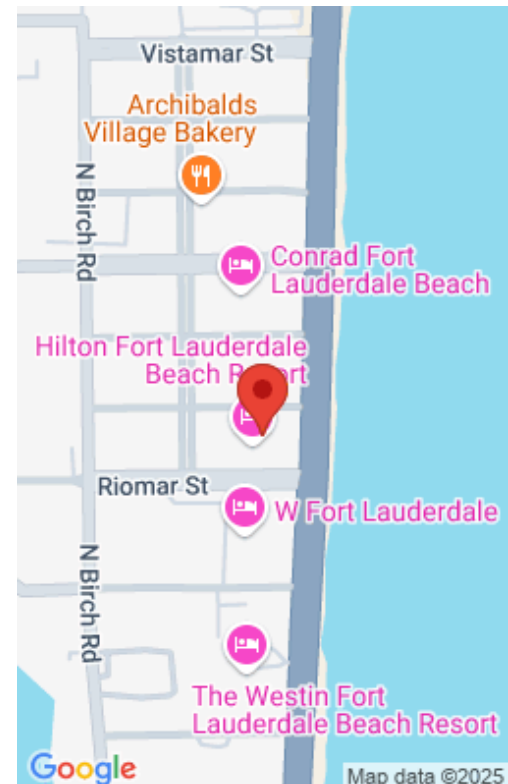 Vistamar St
Archibalds
Village Bakery
N Birch Rd
Conrad Fort
Lauderdale Beach
Hilton Fort Lauderdale
Beach Resort
Riomar St
W Fort Lauderdale
N Birch Rd
The Westin Fort
Lauderdale Beach Resort
Google
Map data ©2025